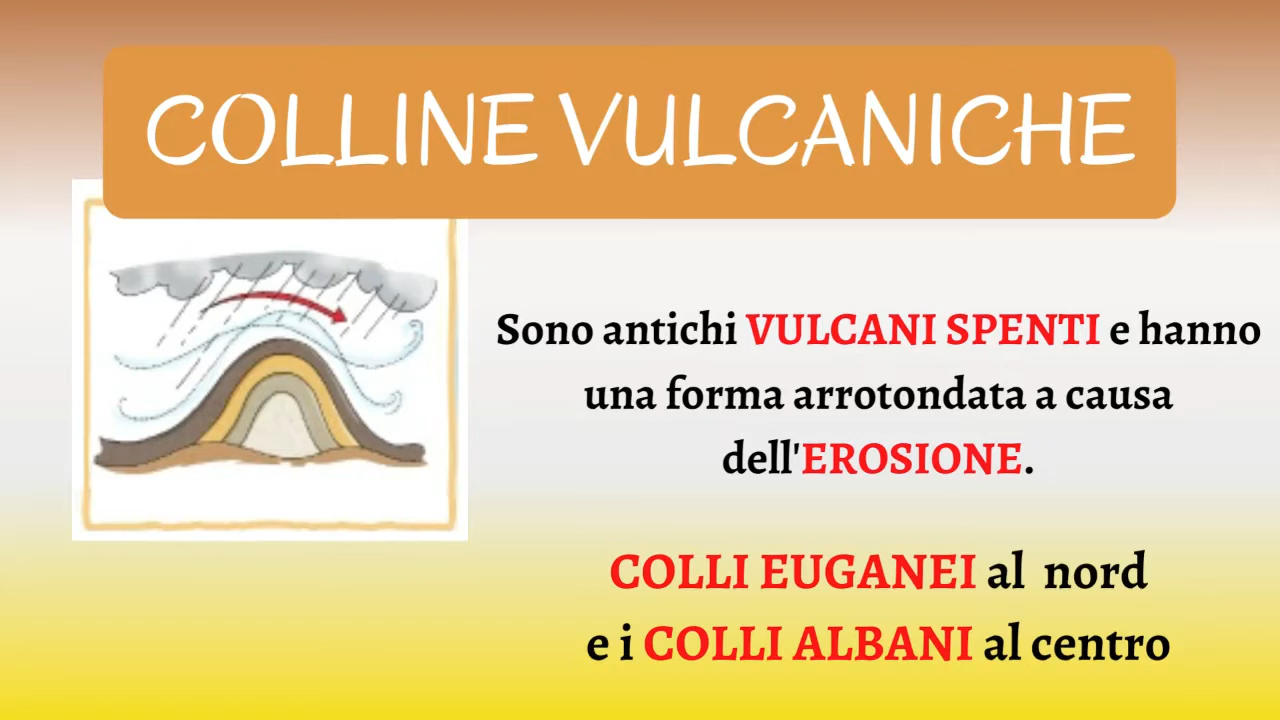 COLLINE VULCANICHE
Sono antichi VULCANI SPENTI e hanno
una forma arrotondata a causa
dell'EROSIONE.
COLLI EUGANEI al nord
e i COLLI ALBANI al centro